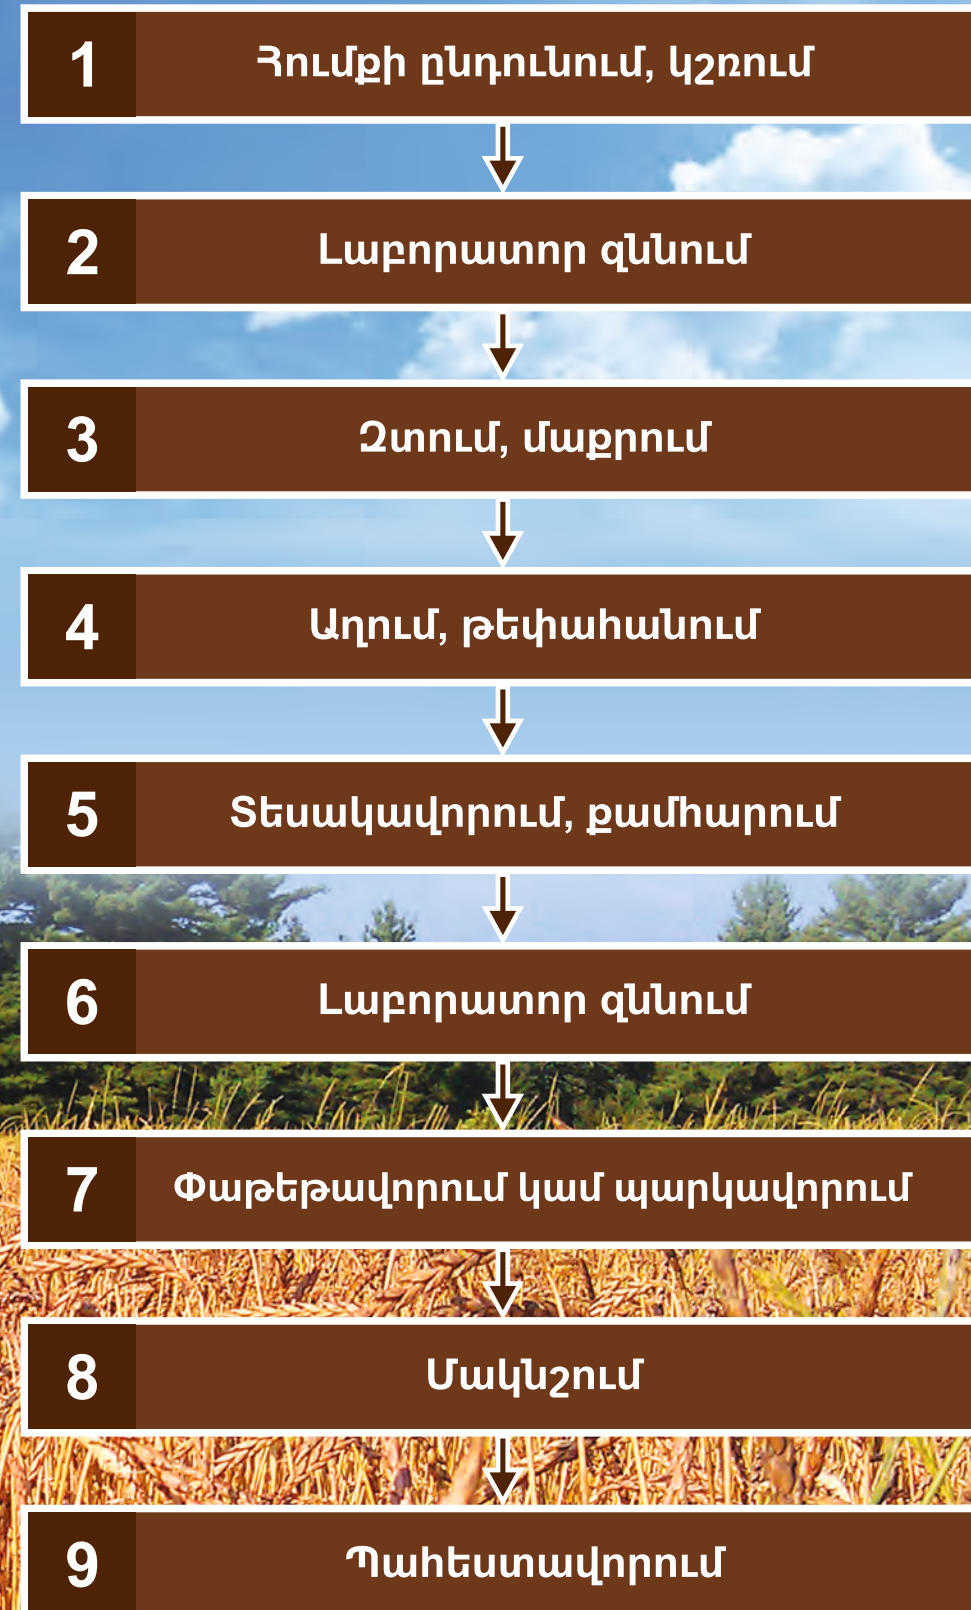 1
Հումքի ընդունում, կշռում
2
Լաբորատոր զննում
3
Զտում, մաքրում
4
Աղում, թեփահանում
5
Տեսակավորում, քամհարում
6
Լաբորատոր զննում
7
Փաթեթավորում կամ պարկավորում
8
Մակնշում
9
Պահեստավորում